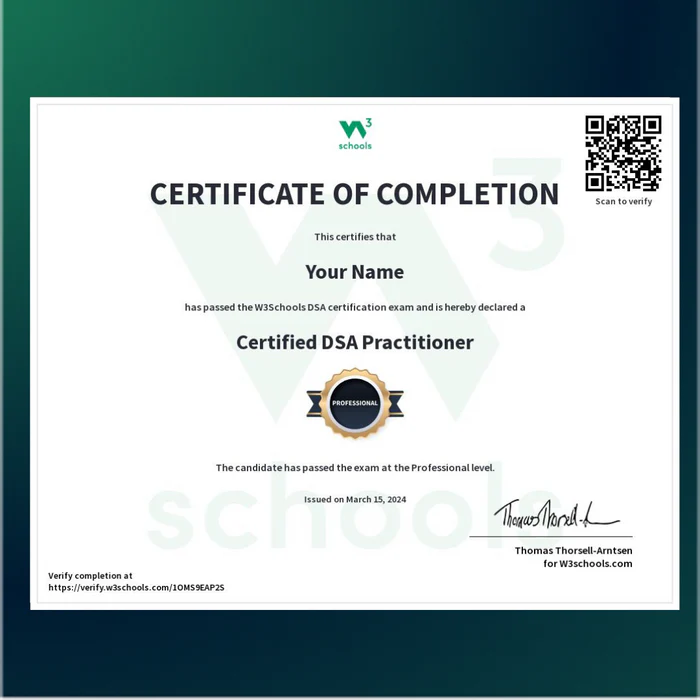 W3
schools
Scan to verify
CERTIFICATE OF COMPLETION
This certifies that
Your Name
has passed the W3Schools DSA certification exam and is hereby declared a
Certified DSA Practitioner
PROFESSIONAL
The candidate has passed the exam at the Professional level.
Issued on March 15, 2024
Thomas Thorsell-Arntsen
for W3schools.com
Verify completion at
https://verify.w3schools.com/1OMS9EAP2S
3
schools